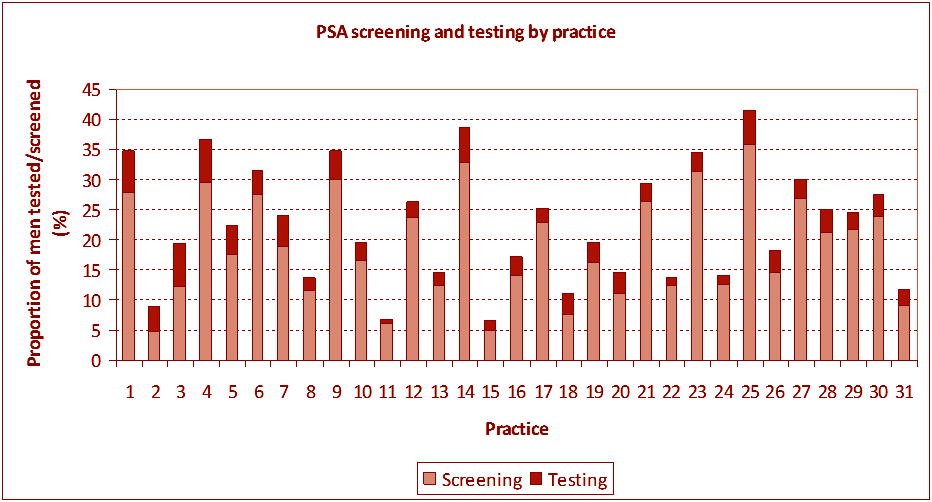 PSA screening and testing by practice
Proportion of men tested/screened
(%)
45
40
35
30
25
20
15
10
5
0
1 2 3 4 5 6 7 8 9 10 11 12 13 14 15 16 17 18 19 20 21 22 23 24 25 26 27 28 29 30 31
Practice
Screening Testing